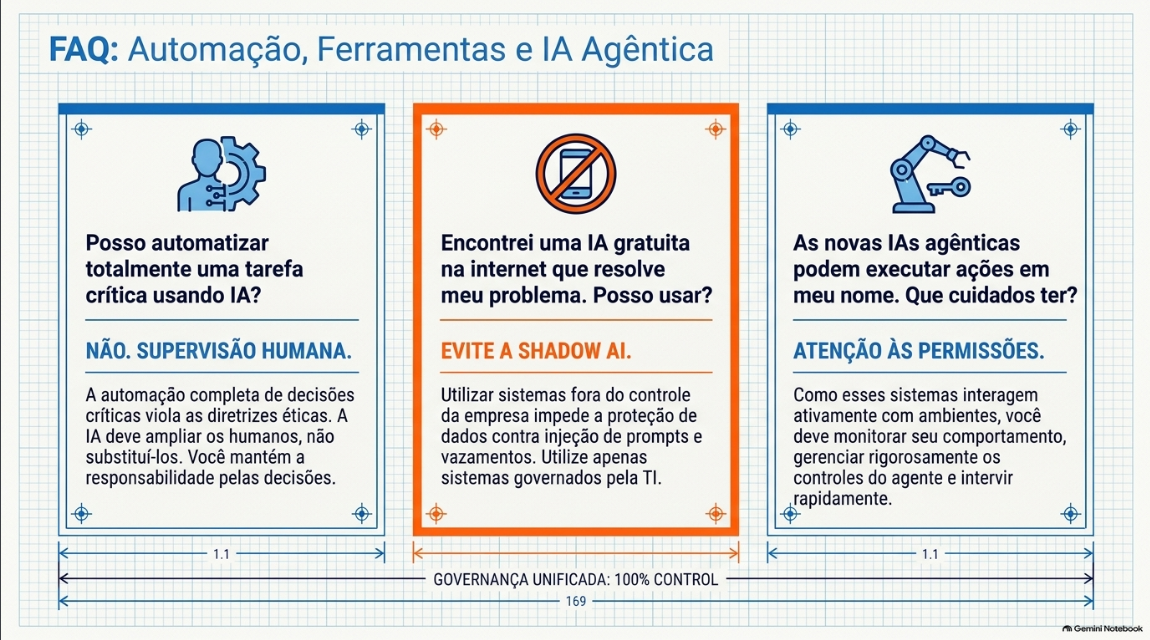 FAQ: Automação, Ferramentas e IA Agêntica
Posso automatizar
totalmente uma tarefa
crítica usando IA?
NÃO. SUPERVISÃO HUMANA.
A automação completa de decisões
críticas viola as diretrizes éticas. A
IA deve ampliar os humanos, não
substituí-los. Você mantém a
responsabilidade pelas decisões.
Encontrei uma IA gratuita
na internet que resolve
meu problema. Posso usar?
EVITE A SHADOW AI.
Utilizar sistemas fora do controle
da empresa impede a proteção de
dados contra injeção de prompts e
vazamentos. Utilize apenas
sistemas governados pela TI.
As novas IAs agênticas
podem executar ações em
meu nome. Que cuidados ter?
ATENÇÃO ÀS PERMISSÕES.
Como esses sistemas interagem
ativamente com ambientes, você
deve monitorar seu comportamento,
gerenciar rigorosamente os
controles do agente e intervir
rapidamente.
1.1
1.1
GOVERNANÇA UNIFICADA: 100% CONTROL
169
Gemini Notebook